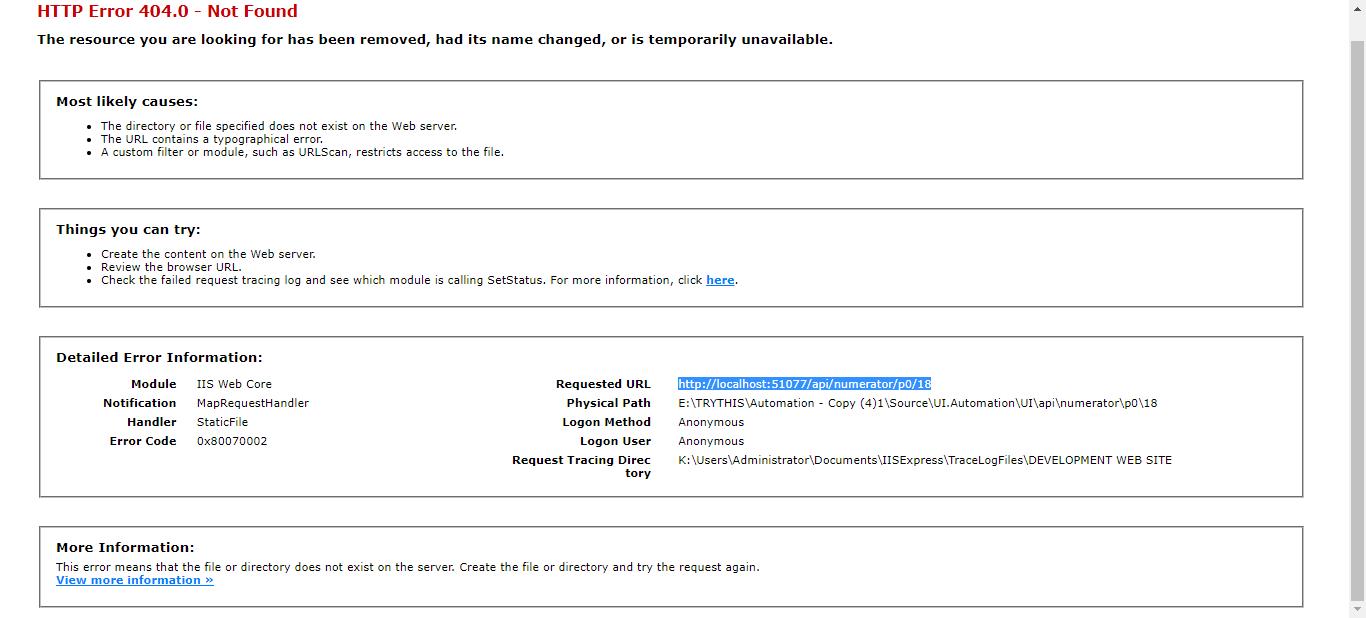 HTTP Error 404.0 - Not Found
The resource you are looking for has been removed, had its name changed, or is temporarily unavailable.
Most likely causes:
• The directory or file specified does not exist on the Web server.
• The URL contains a typographical error.
• A custom filter or module, such as URLScan, restricts access to the file.
Things you can try:
• Create the content on the Web server.
• Review the browser URL.
• Check the failed request tracing log and see which module is calling SetStatus. For more information, click here.
Detailed Error Information:
Module IIS Web Core
Notification MapRequestHandler
Handler StaticFile
Error Code 0x80070002
Requested URL http://localhost:51077/api/numerator/p0/18
Physical Path E:\TRYTHIS\Automation - Copy (4)1\Source\UI.Automation\UI\api\numerator\p0\18
Logon Method Anonymous
Logon User Anonymous
Request Tracing Direc K:\Users\Administrator\Documents\IISExpress\TraceLogFiles\DEVELOPMENT WEB SITE
tory
More Information:
This error means that the file or directory does not exist on the server. Create the file or directory and try the request again.
View more information »